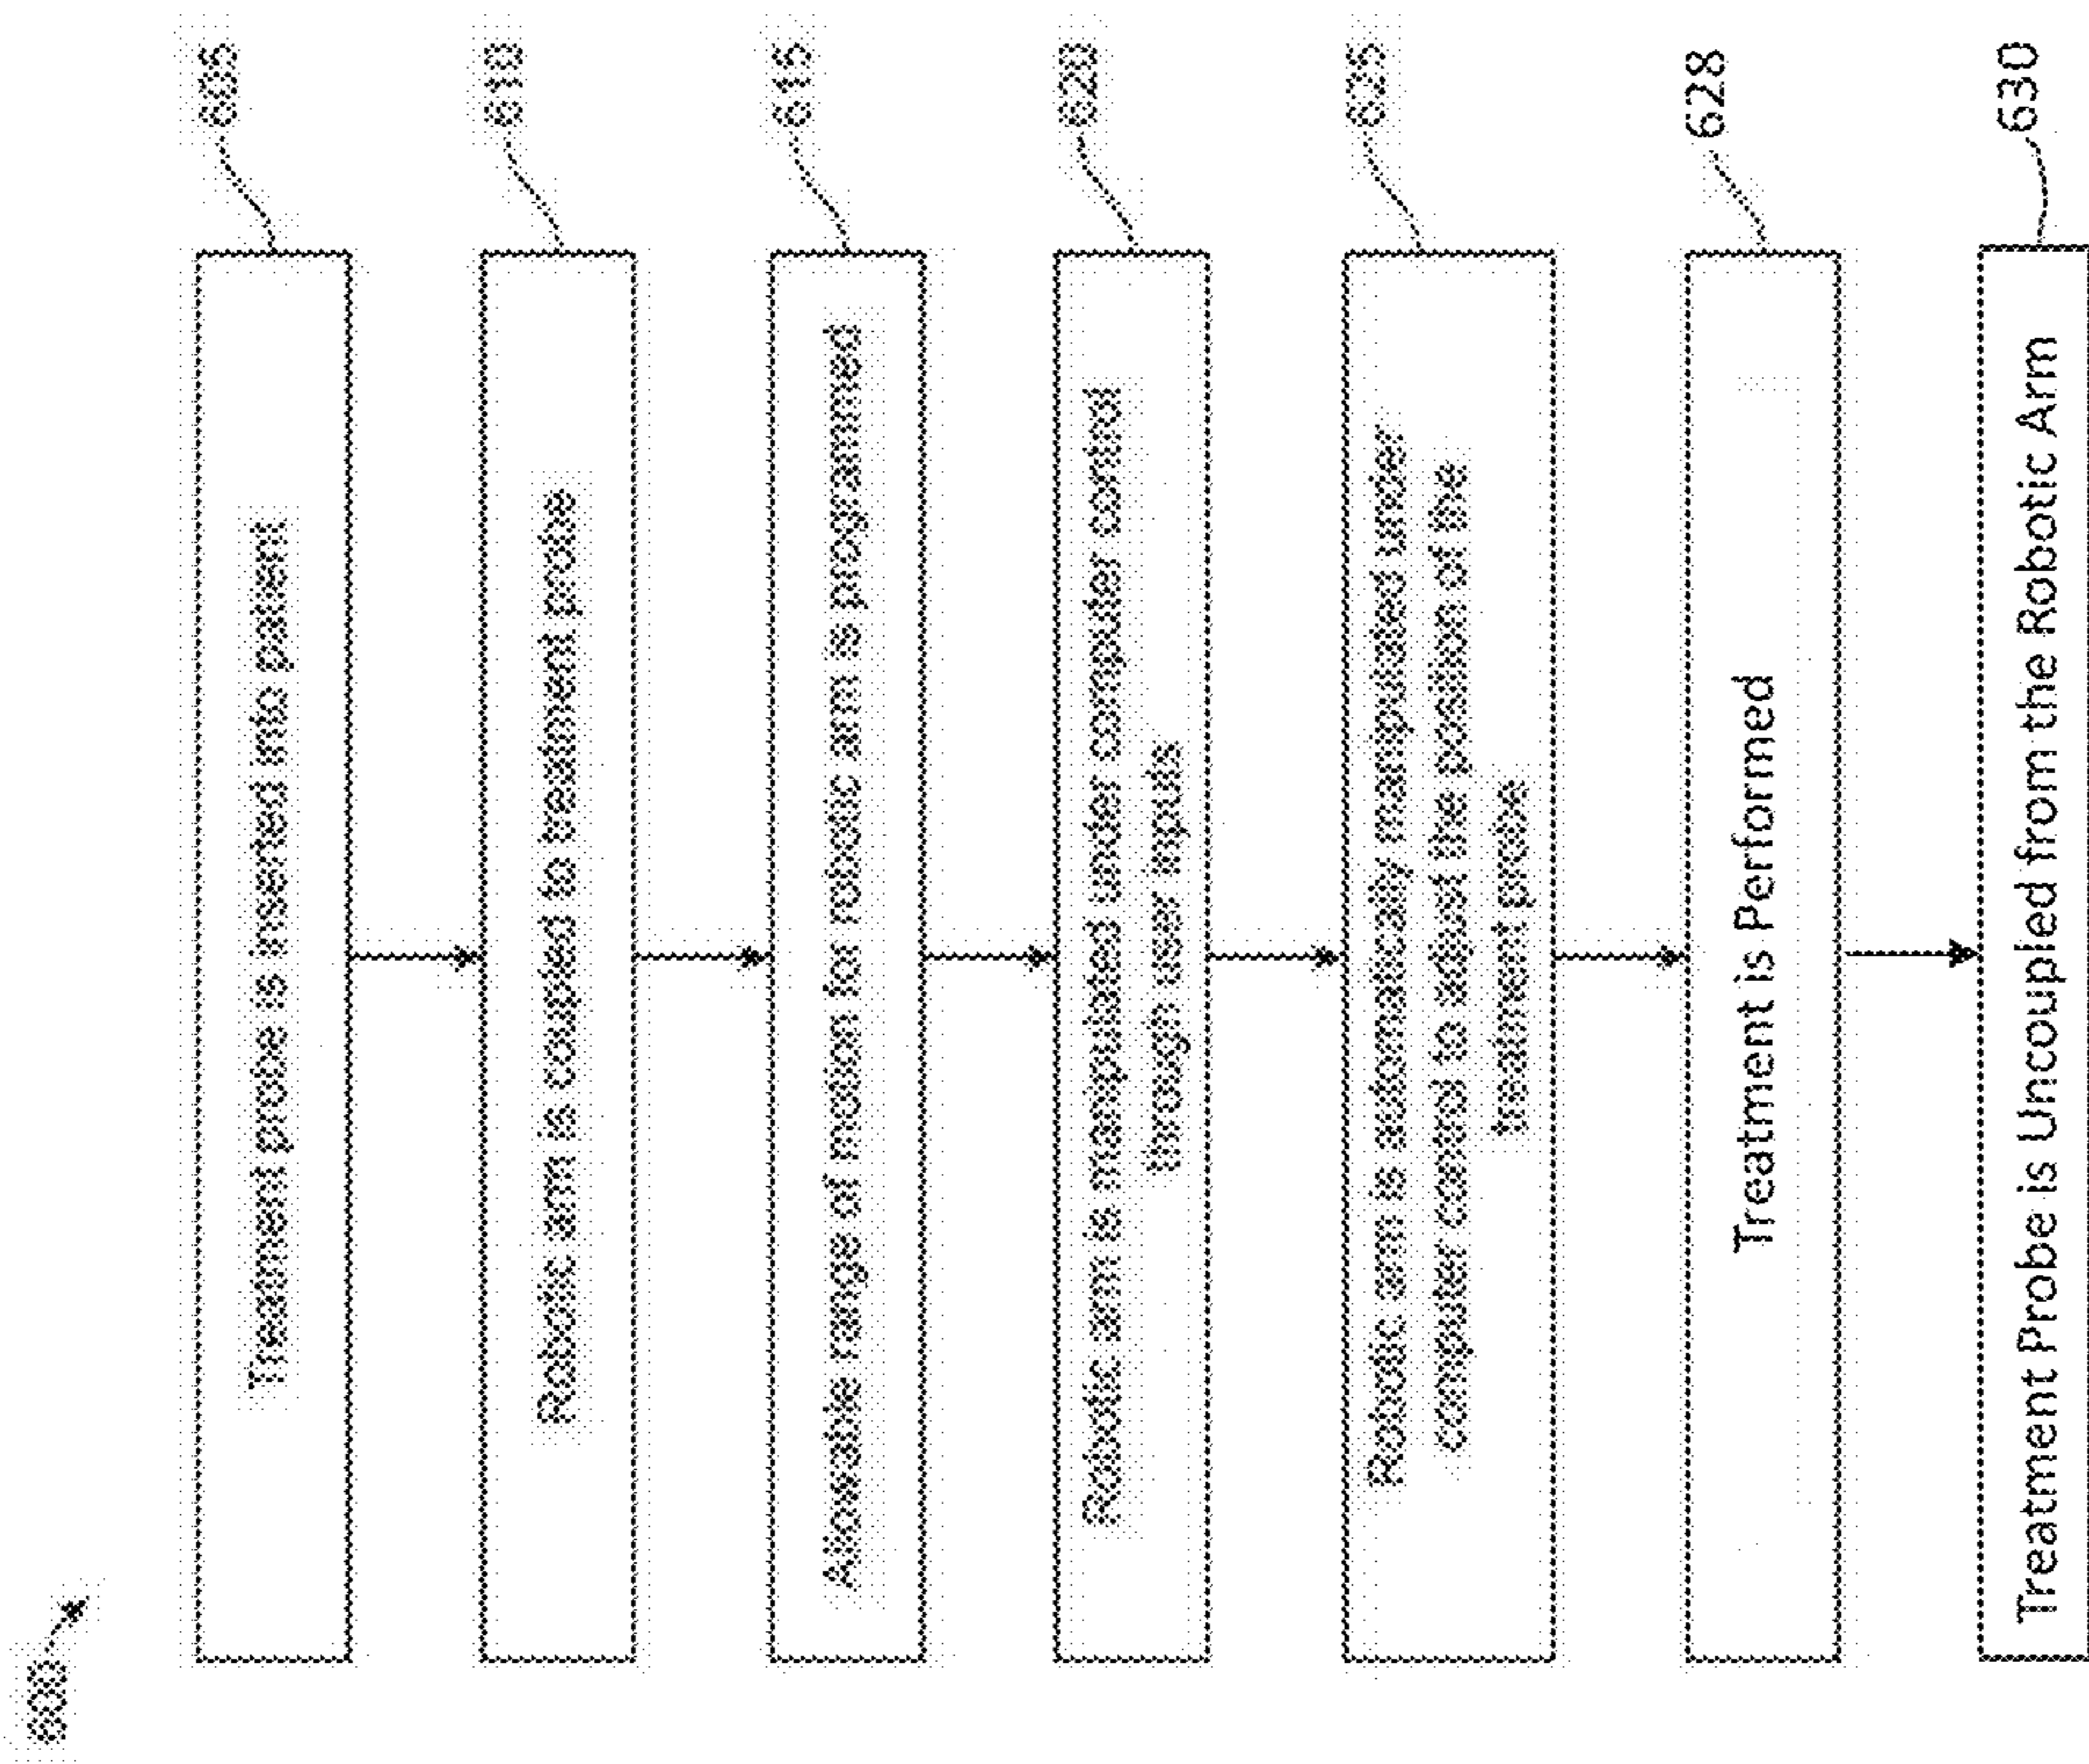 600
Treatment probe is inserted into patient
605
Robotic arm is coupled to treatment probe
610
Allowable range of motion for robotic arm is programmed
615
Robotic arm is manipulated under computer control
through user inputs
620
Robotic arm is automatically manipulated under
computer control to adjust the position of the
treatment probe
625
Treatment is Performed
628
Treatment Probe is Uncoupled from the Robotic Arm
630